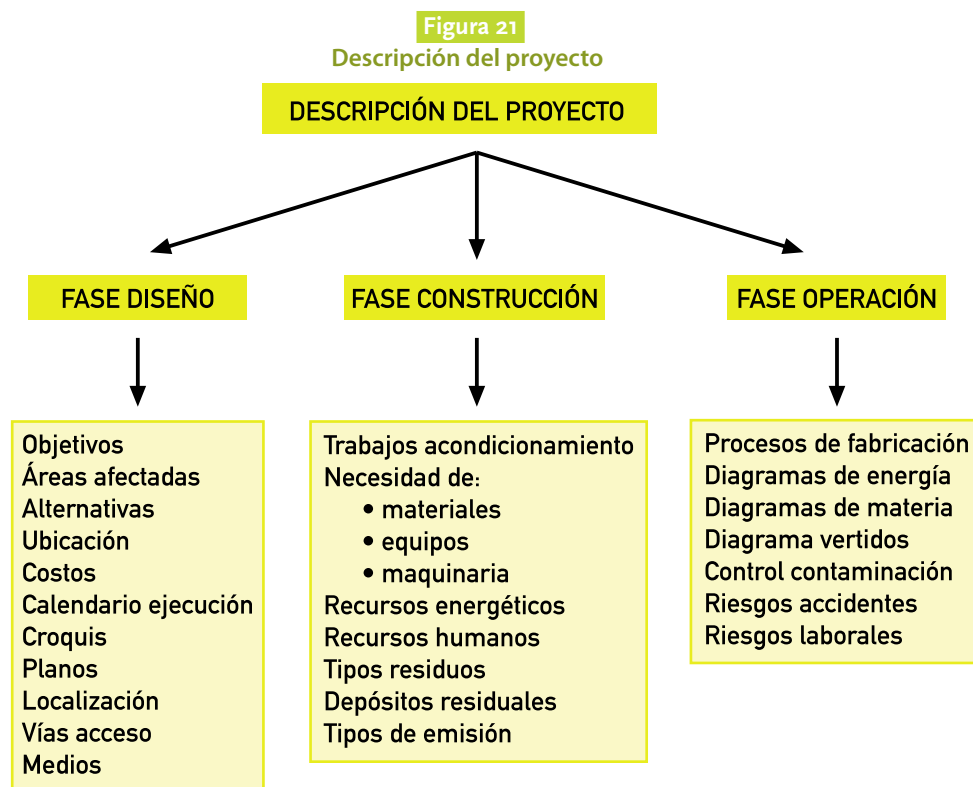 Figura 21
Descripción del proyecto
DESCRIPCIÓN DEL PROYECTO
FASE DISEÑO
Objetivos
Áreas afectadas
Alternativas
Ubicación
Costos
Calendario ejecución
Croquis
Planos
Localización
Vías acceso
Medios
FASE CONSTRUCCIÓN
Trabajos acondicionamiento
Necesidad de:
• materiales
• equipos
• maquinaria
Recursos energéticos
Recursos humanos
Tipos residuos
Depósitos residuales
Tipos de emisión
FASE OPERACIÓN
Procesos de fabricación
Diagramas de energía
Diagramas de materia
Diagrama vertidos
Control contaminación
Riesgos accidentes
Riesgos laborales